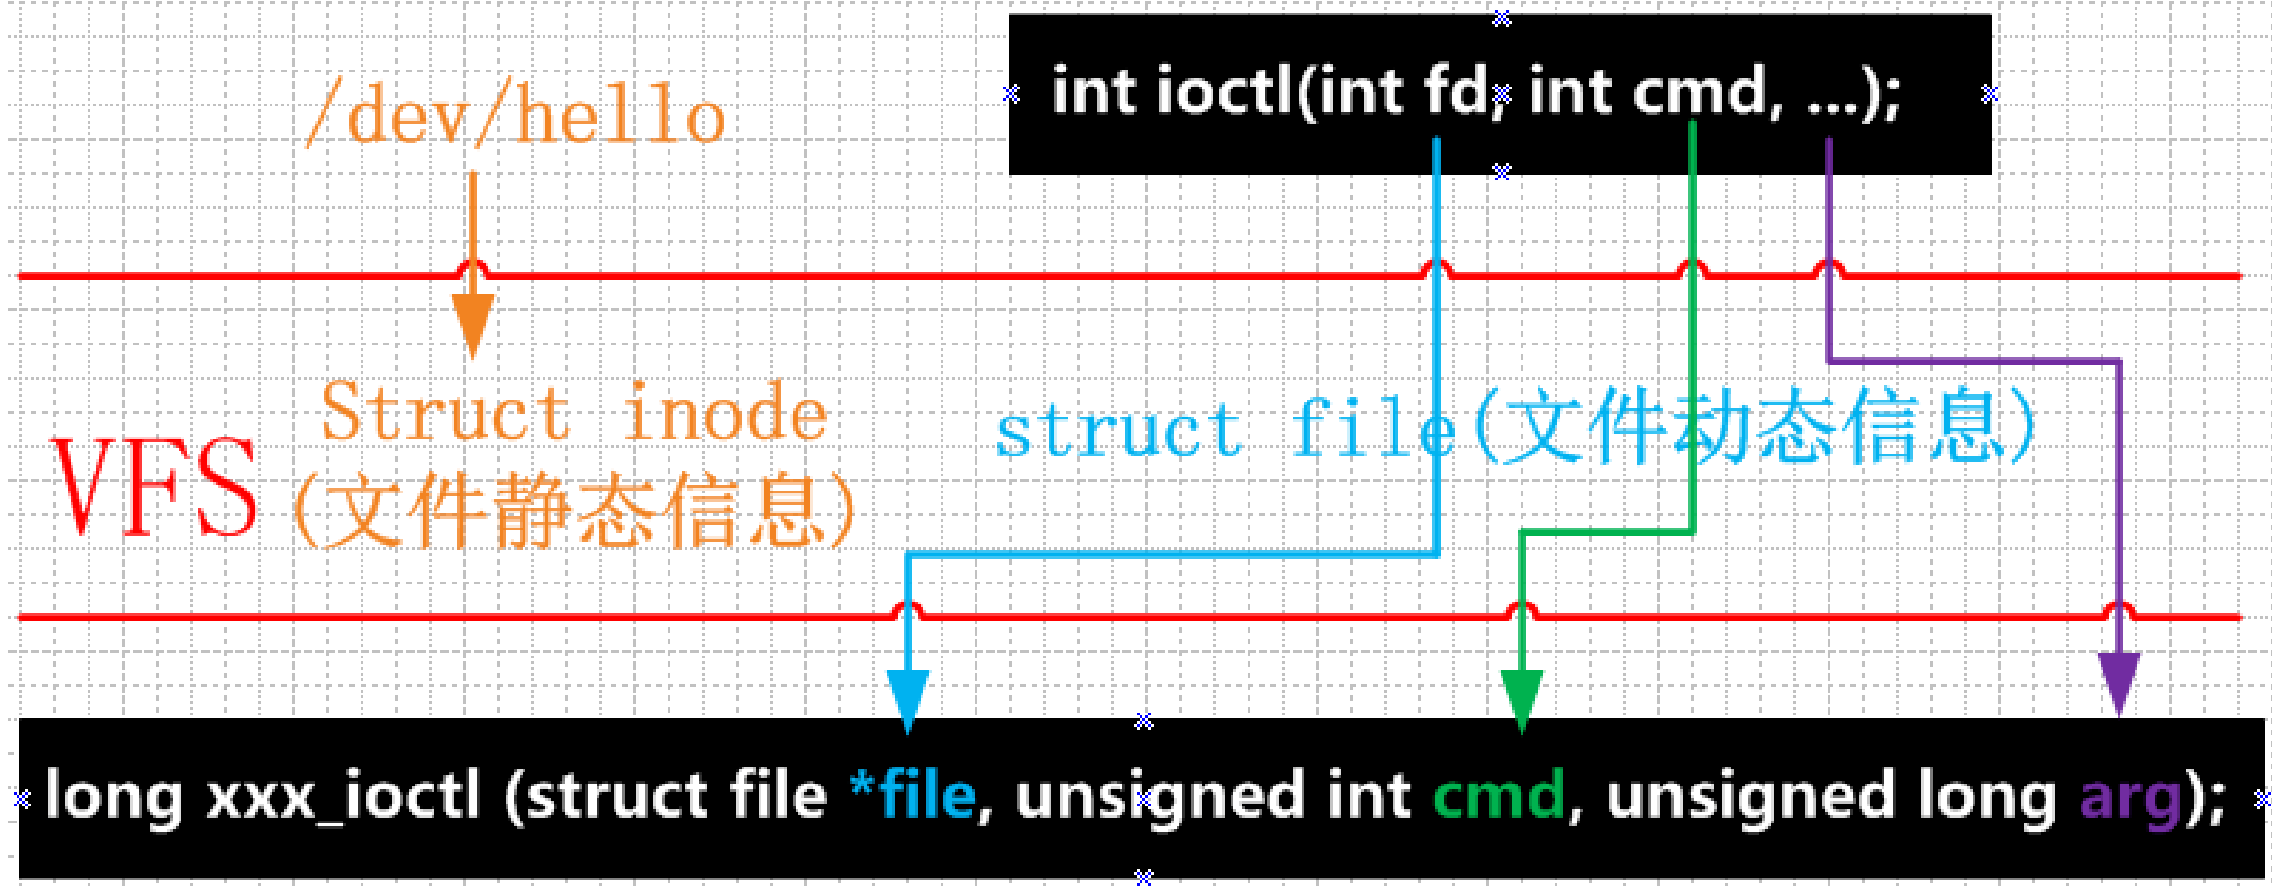 int ioctl(int fd, int cmd, ...);
/dev/hello
Struct inode
(文件静态信息)
VFS
struct file(文件动态信息)
long xxx_ioctl (struct file *file, unsigned int cmd, unsigned long arg);